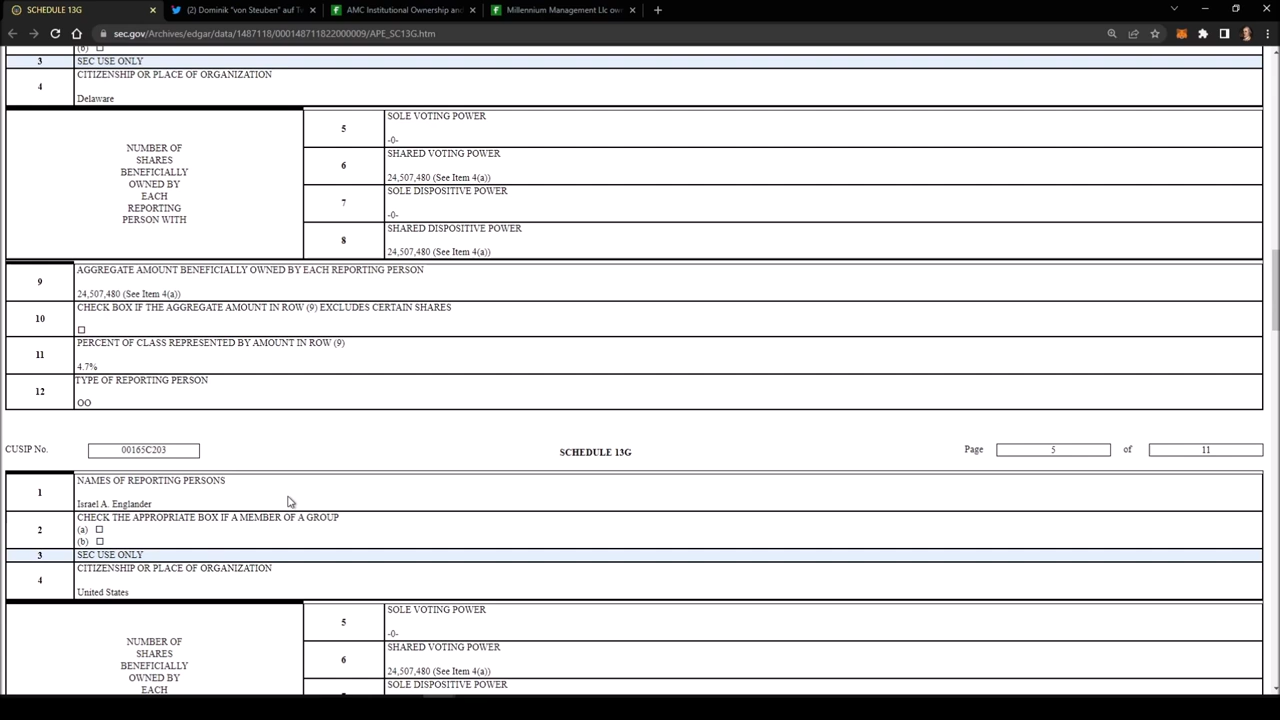 SCHEDULE 13G
(2) Dominik "von Steuben" auf Tw
AMC Institutional Ownership and
Millennium Management Llc own
sec.gov/Archives/edgar/data/1487118/000148711822000009/APE_SC13G.htm
(b) ☐
3 SEC USE ONLY
4 CITIZENSHIP OR PLACE OF ORGANIZATION
Delaware
NUMBER OF
SHARES
BENEFICIALLY
OWNED BY
EACH
REPORTING
PERSON WITH
5 SOLE VOTING POWER
-0-
6 SHARED VOTING POWER
24,507,480 (See Item 4(a))
7 SOLE DISPOSITIVE POWER
-0-
8 SHARED DISPOSITIVE POWER
24,507,480 (See Item 4(a))
9 AGGREGATE AMOUNT BENEFICIALLY OWNED BY EACH REPORTING PERSON
24,507,480 (See Item 4(a))
10 CHECK BOX IF THE AGGREGATE AMOUNT IN ROW (9) EXCLUDES CERTAIN SHARES
☐
11 PERCENT OF CLASS REPRESENTED BY AMOUNT IN ROW (9)
4.7%
12 TYPE OF REPORTING PERSON
OO
CUSIP No. 00165C203 SCHEDULE 13G Page 5 of 11
1 NAMES OF REPORTING PERSONS
Israel A. Englander
2 CHECK THE APPROPRIATE BOX IF A MEMBER OF A GROUP
(a) ☐
(b) ☐
3 SEC USE ONLY
4 CITIZENSHIP OR PLACE OF ORGANIZATION
United States
NUMBER OF
SHARES
BENEFICIALLY
OWNED BY
EACH
5 SOLE VOTING POWER
-0-
6 SHARED VOTING POWER
24,507,480 (See Item 4(a))
SOLE DISPOSITIVE POWER